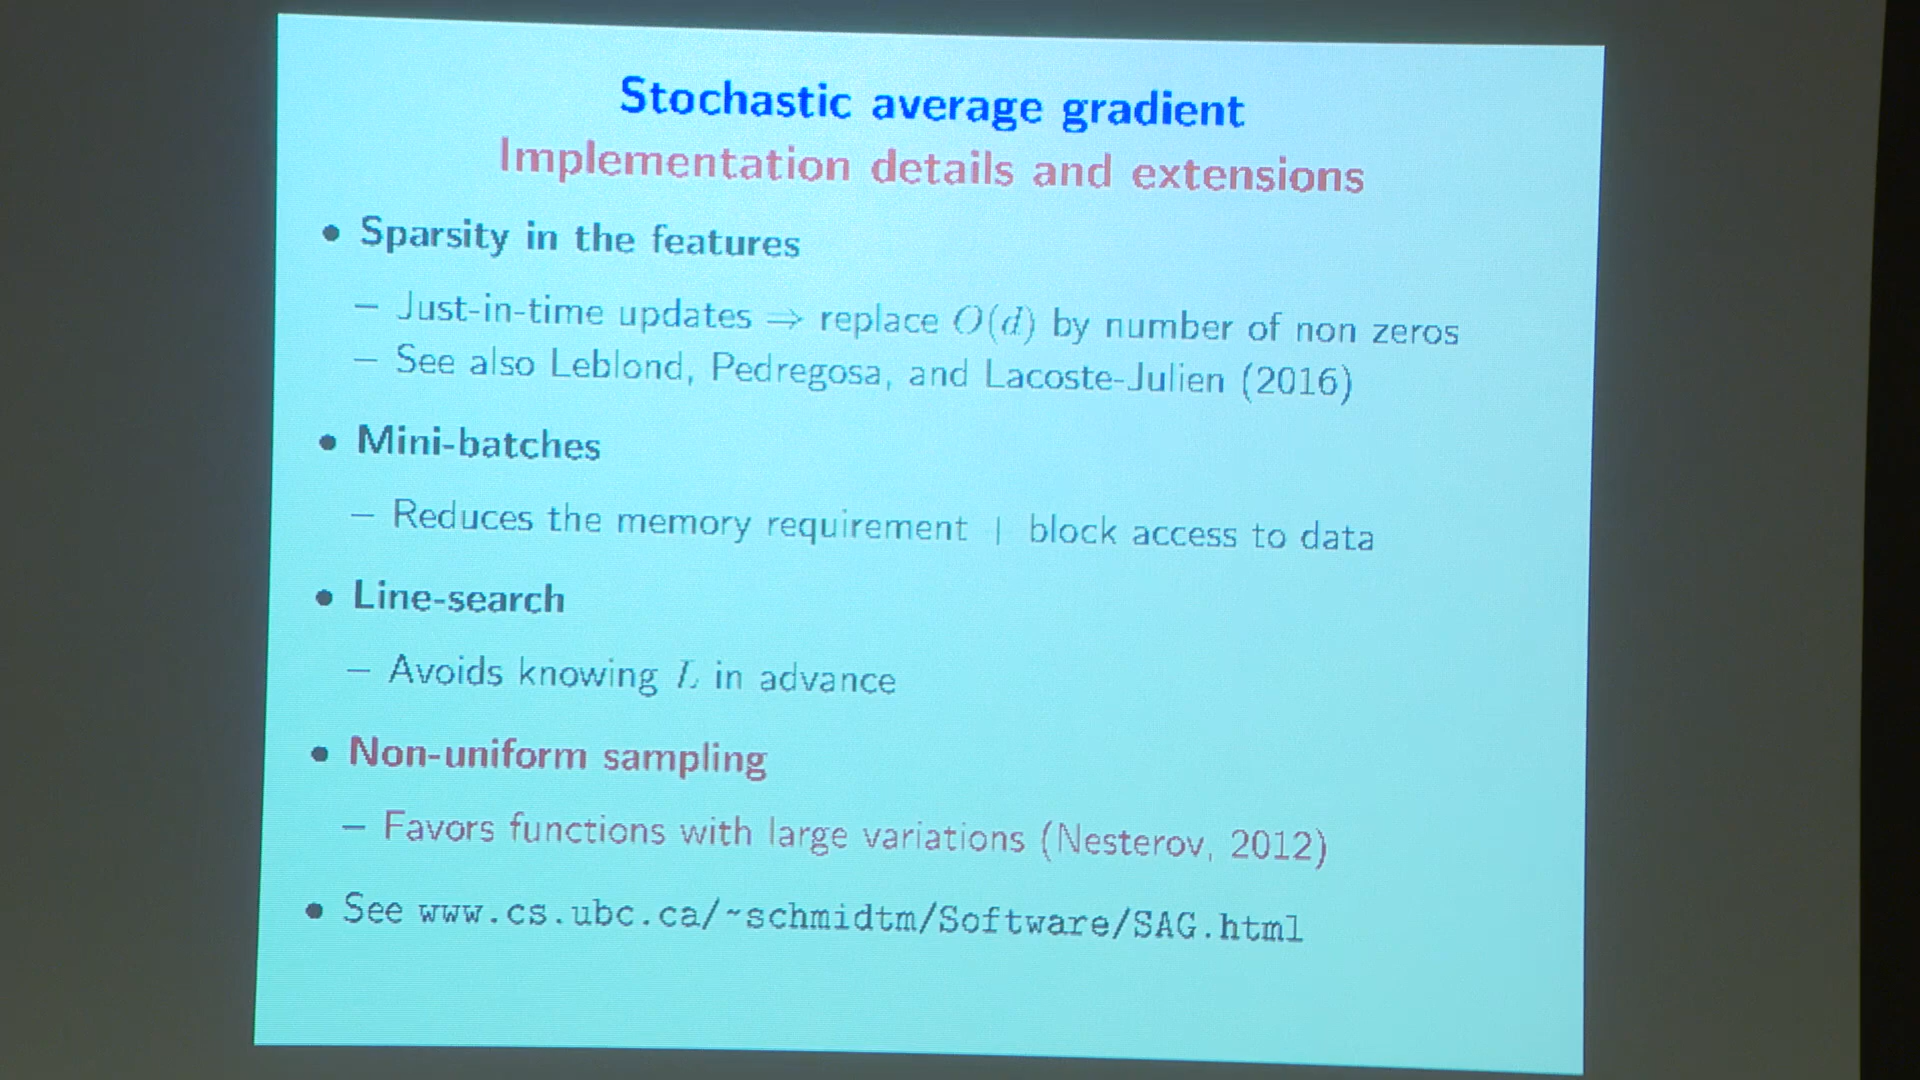 Stochastic average gradient
Implementation details and extensions
• Sparsity in the features
– Just-in-time updates ⇒ replace O(d) by number of non zeros
– See also Leblond, Pedregosa, and Lacoste-Julien (2016)
• Mini-batches
– Reduces the memory requirement | block access to data
• Line-search
– Avoids knowing L in advance
• Non-uniform sampling
– Favors functions with large variations (Nesterov, 2012)
• See www.cs.ubc.ca/~schmidtm/Software/SAG.html